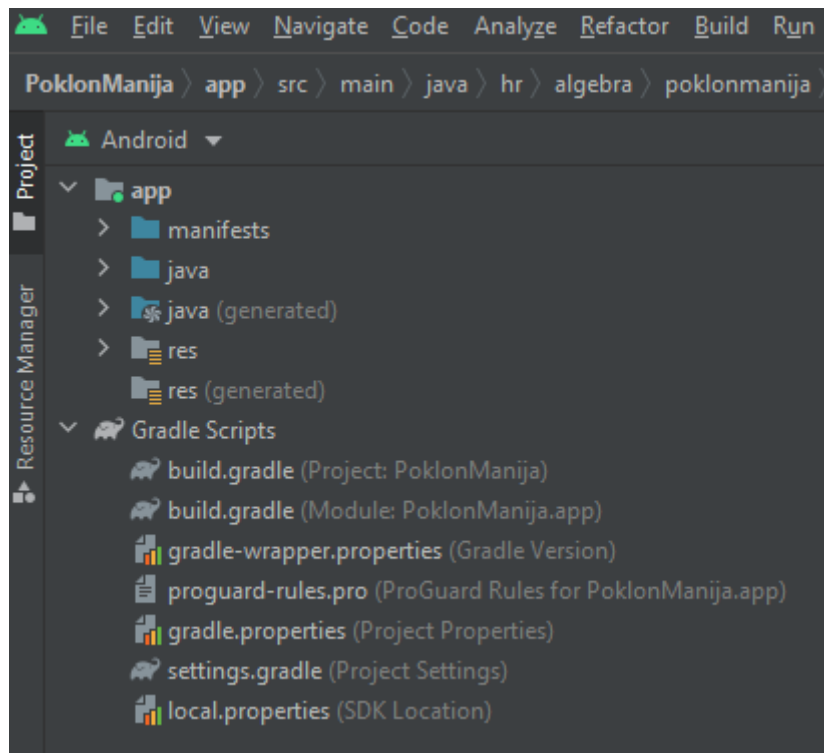 File Edit View Navigate Code Analyze Refactor Build Run
PoklonManija 〉 app 〉 src 〉 main 〉 java 〉 hr 〉 algebra 〉 poklonmanija
Project
Resource Manager
Android
app
manifests
java
java (generated)
res
res (generated)
Gradle Scripts
build.gradle (Project: PoklonManija)
build.gradle (Module: PoklonManija.app)
gradle-wrapper.properties (Gradle Version)
proguard-rules.pro (ProGuard Rules for PoklonManija.app)
gradle.properties (Project Properties)
settings.gradle (Project Settings)
local.properties (SDK Location)